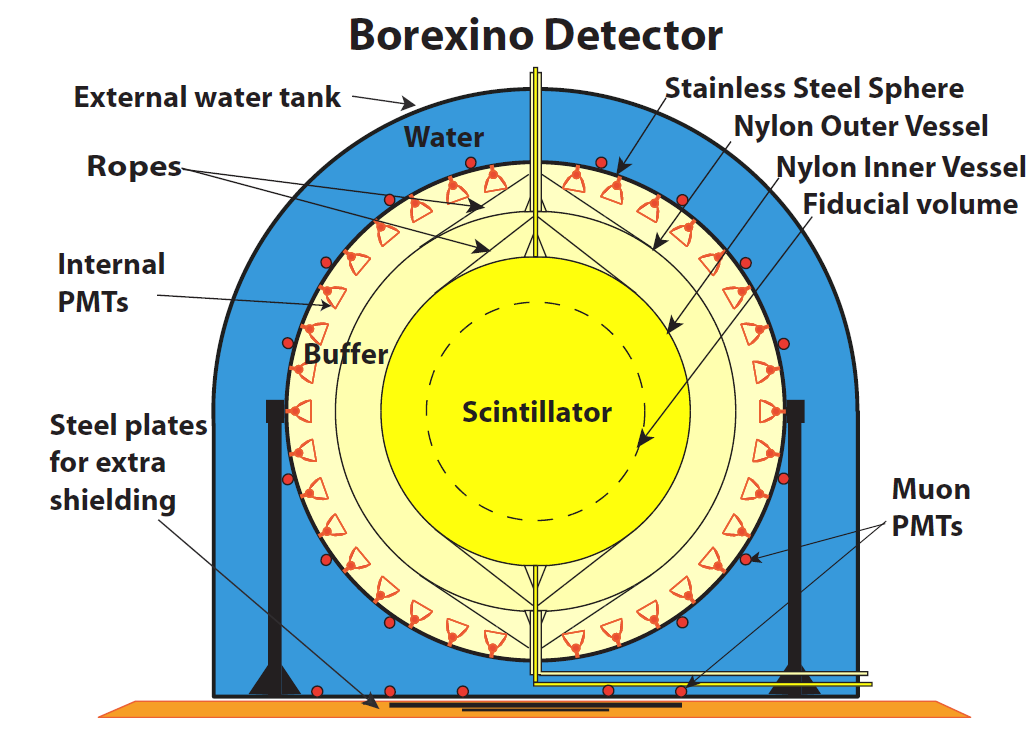 Borexino Detector
External water tank
Water
Ropes
Stainless Steel Sphere
Nylon Outer Vessel
Nylon Inner Vessel
Fiducial volume
Internal
PMTs
Buffer
Scintillator
Steel plates
for extra
shielding
Muon
PMTs